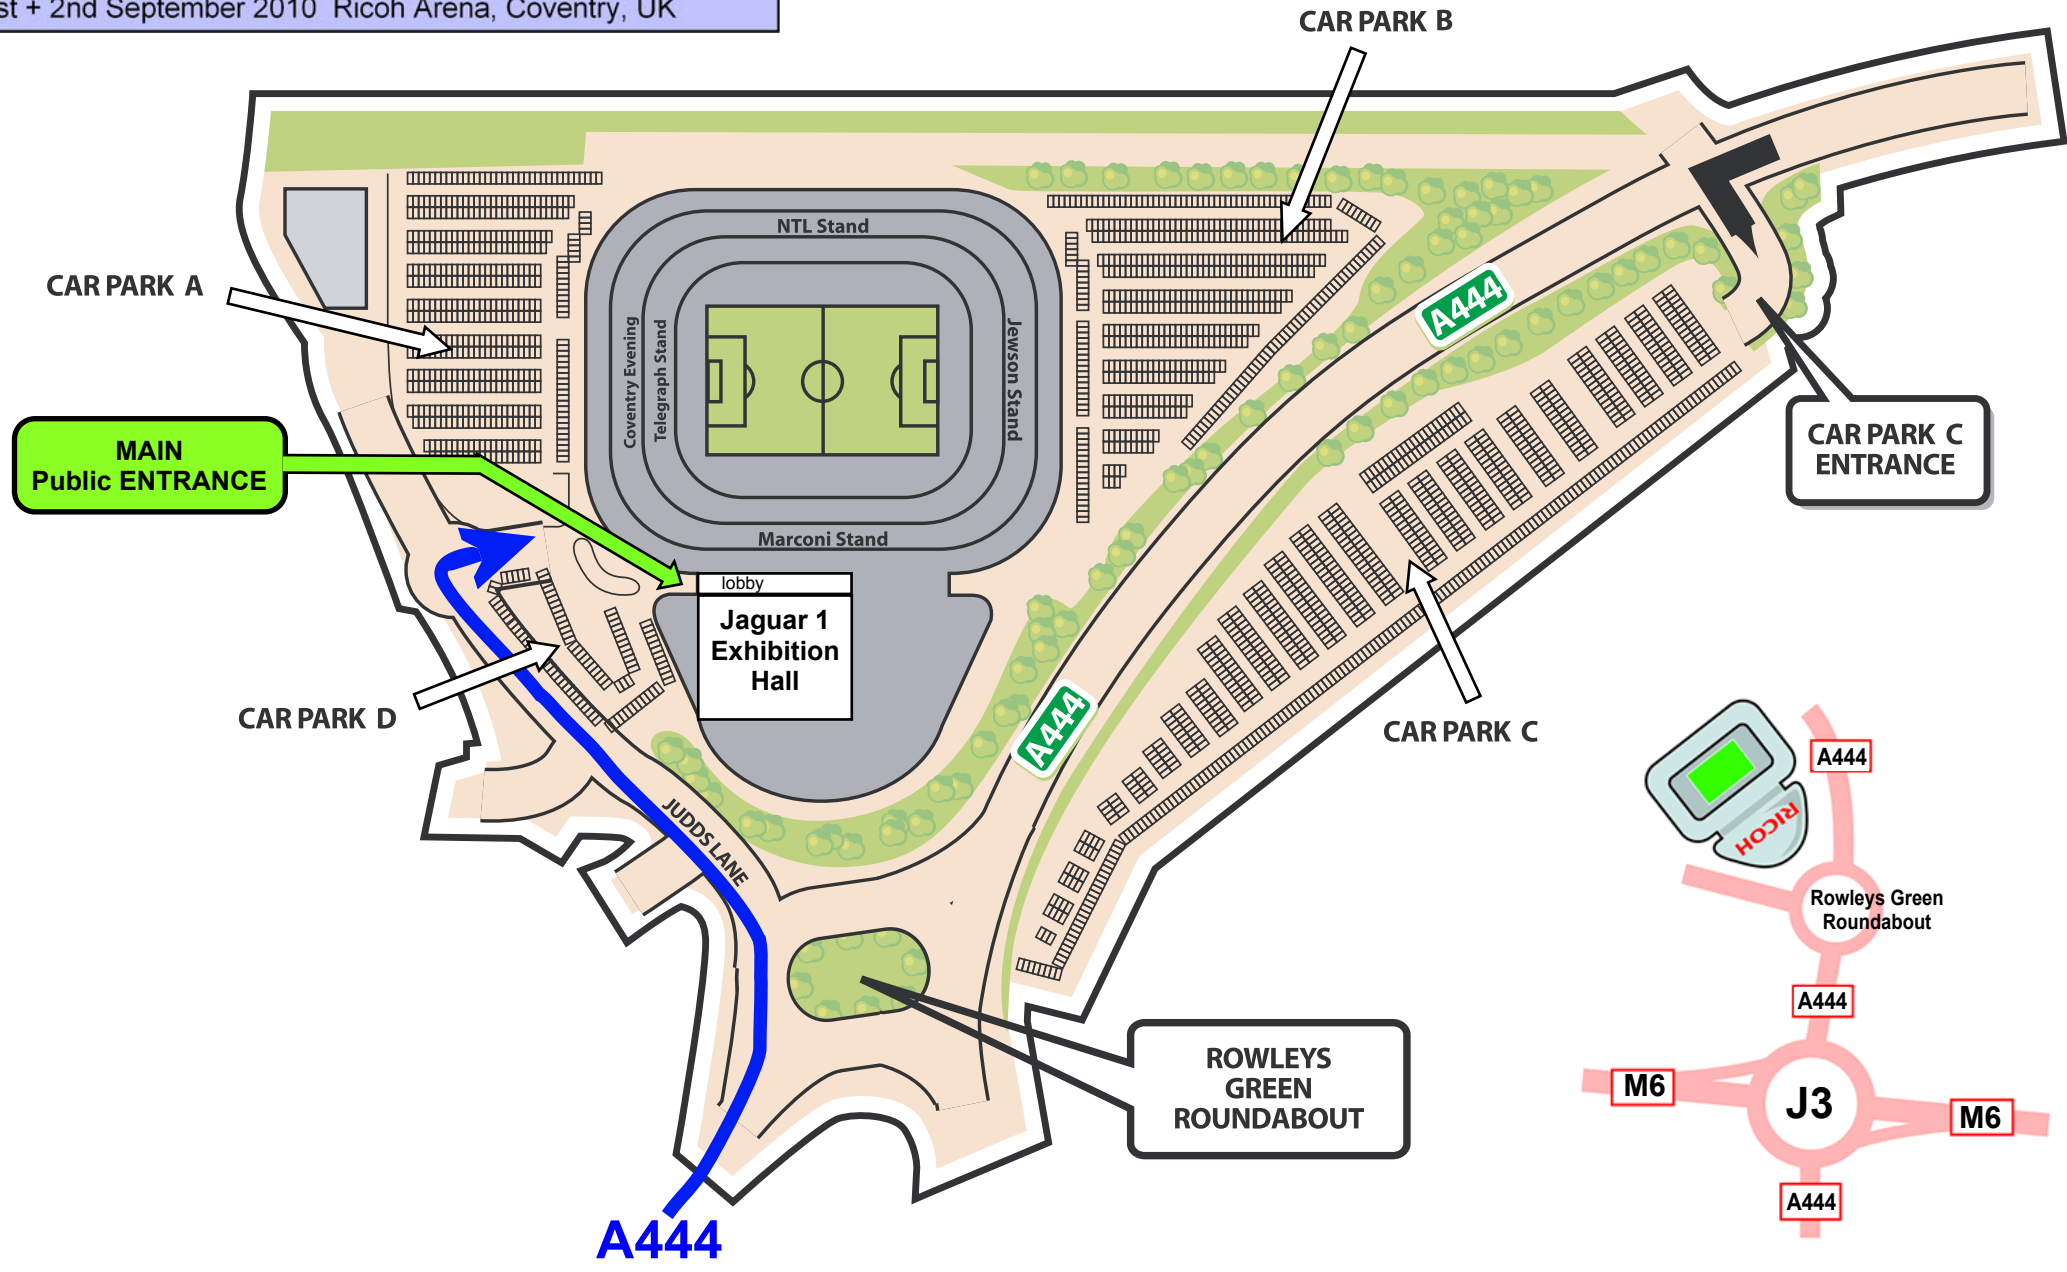 st + 2nd September 2010 Ricoh Arena, Coventry, UK
CAR PARK B
NTL Stand
CAR PARK A
A444
Coventry Evening
Telegraph Stand
Jewson Stand
MAIN
Public ENTRANCE
CAR PARK C
ENTRANCE
Marconi Stand
lobby
Jaguar 1
Exhibition
Hall
CAR PARK D
A444
CAR PARK C
A444
JUDDS LANE
RICOH
Rowleys Green
Roundabout
A444
ROWLEYS
GREEN
ROUNDABOUT
M6
J3
M6
A444
A444